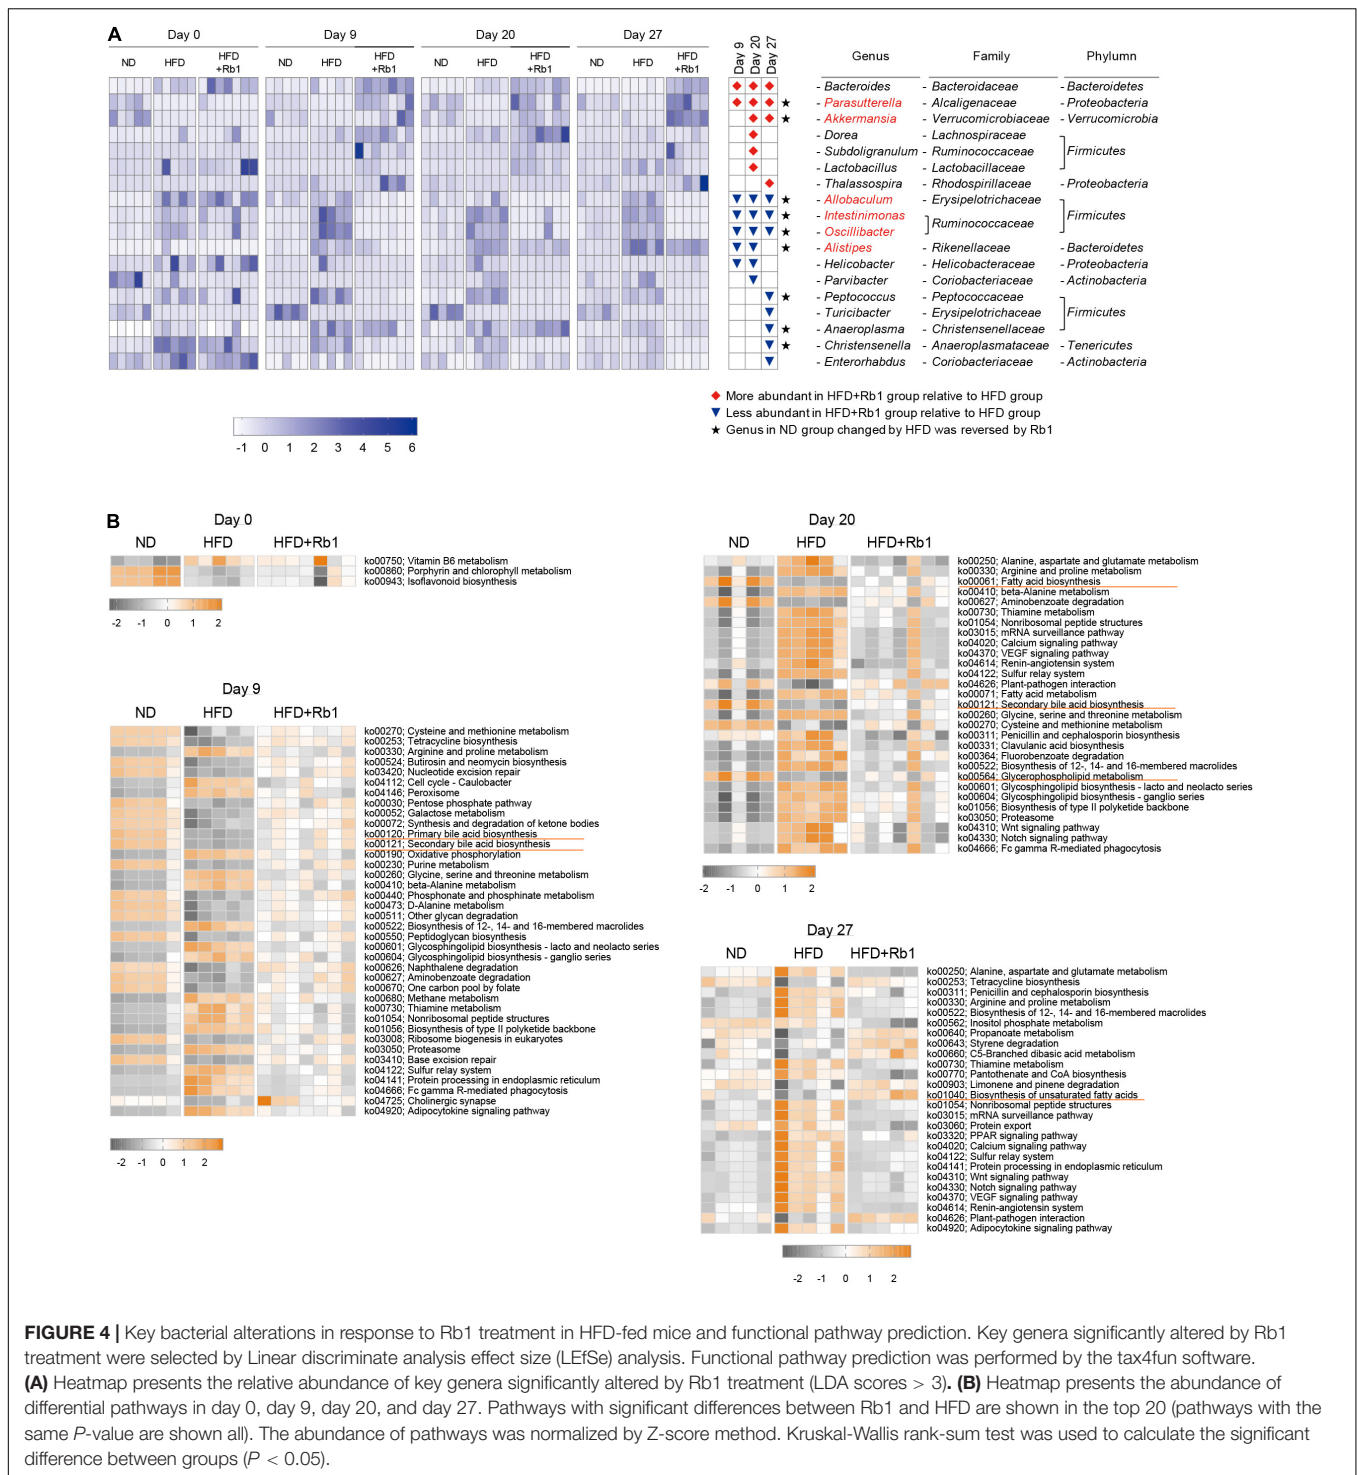 A
Day 0
Day 9
Day 20
Day 27
ND
HFD
HFD
+Rb1
ND
HFD
HFD
+Rb1
ND
HFD
HFD
+Rb1
ND
HFD
HFD
+Rb1
Day 9
Day 20
Day 27
Genus
Family
Phylumn
- Bacteroides - Bacteroidaceae - Bacteroidetes
★ - Parasutterella - Alcaligenaceae - Proteobacteria
★ - Akkermansia - Verrucomicrobiaceae - Verrucomicrobia
- Dorea - Lachnospiraceae
- Subdoligranulum - Ruminococcaceae Firmicutes
- Lactobacillus - Lactobacillaceae
- Thalassospira - Rhodospirillaceae - Proteobacteria
★ - Allobaculum - Erysipelotrichaceae
★ - Intestinimonas Ruminococcaceae Firmicutes
★ - Oscillibacter
★ - Alistipes - Rikenellaceae - Bacteroidetes
- Helicobacter - Helicobacteraceae - Proteobacteria
- Parvibacter - Coriobacteriaceae - Actinobacteria
★ - Peptococcus - Peptococcaceae
- Turicibacter - Erysipelotrichaceae Firmicutes
★ - Anaeroplasma - Christensenellaceae
★ - Christensenella - Anaeroplasmataceae - Tenericutes
- Enterorhabdus - Coriobacteriaceae - Actinobacteria
◆ More abundant in HFD+Rb1 group relative to HFD group
▼ Less abundant in HFD+Rb1 group relative to HFD group
★ Genus in ND group changed by HFD was reversed by Rb1
-1 0 1 2 3 4 5 6
B
Day 0
ND HFD HFD+Rb1
ko00750; Vitamin B6 metabolism
ko00860; Porphyrin and chlorophyll metabolism
ko00943; Isoflavonoid biosynthesis
-2 -1 0 1 2
Day 9
ND HFD HFD+Rb1
ko00270; Cysteine and methionine metabolism
ko00253; Tetracycline biosynthesis
ko00330; Arginine and proline metabolism
ko00524; Butirosin and neomycin biosynthesis
ko03420; Nucleotide excision repair
ko04112; Cell cycle - Caulobacter
ko04146; Peroxisome
ko00030; Pentose phosphate pathway
ko00052; Galactose metabolism
ko00072; Synthesis and degradation of ketone bodies
ko00120; Primary bile acid biosynthesis
ko00121; Secondary bile acid biosynthesis
ko00190; Oxidative phosphorylation
ko00230; Purine metabolism
ko00260; Glycine, serine and threonine metabolism
ko00410; beta-Alanine metabolism
ko00440; Phosphonate and phosphinate metabolism
ko00473; D-Alanine metabolism
ko00511; Other glycan degradation
ko00522; Biosynthesis of 12-, 14- and 16-membered macrolides
ko00550; Peptidoglycan biosynthesis
ko00601; Glycosphingolipid biosynthesis - lacto and neolacto series
ko00604; Glycosphingolipid biosynthesis - ganglio series
ko00626; Naphthalene degradation
ko00627; Aminobenzoate degradation
ko00670; One carbon pool by folate
ko00680; Methane metabolism
ko00730; Thiamine metabolism
ko01054; Nonribosomal peptide structures
ko01056; Biosynthesis of type II polyketide backbone
ko03008; Ribosome biogenesis in eukaryotes
ko03050; Proteasome
ko03410; Base excision repair
ko04122; Sulfur relay system
ko04141; Protein processing in endoplasmic reticulum
ko04666; Fc gamma R-mediated phagocytosis
ko04725; Cholinergic synapse
ko04920; Adipocytokine signaling pathway
-2 -1 0 1 2
Day 20
ND HFD HFD+Rb1
ko00250; Alanine, aspartate and glutamate metabolism
ko00330; Arginine and proline metabolism
ko00061; Fatty acid biosynthesis
ko00410; beta-Alanine metabolism
ko00627; Aminobenzoate degradation
ko00730; Thiamine metabolism
ko01054; Nonribosomal peptide structures
ko03015; mRNA surveillance pathway
ko04020; Calcium signaling pathway
ko04370; VEGF signaling pathway
ko04614; Renin-angiotensin system
ko04122; Sulfur relay system
ko04626; Plant-pathogen interaction
ko00071; Fatty acid metabolism
ko00121; Secondary bile acid biosynthesis
ko00260; Glycine, serine and threonine metabolism
ko00270; Cysteine and methionine metabolism
ko00311; Penicillin and cephalosporin biosynthesis
ko00331; Clavulanic acid biosynthesis
ko00364; Fluorobenzoate degradation
ko00522; Biosynthesis of 12-, 14- and 16-membered macrolides
ko00564; Glycerophospholipid metabolism
ko00601; Glycosphingolipid biosynthesis - lacto and neolacto series
ko00604; Glycosphingolipid biosynthesis - ganglio series
ko01056; Biosynthesis of type II polyketide backbone
ko03050; Proteasome
ko04310; Wnt signaling pathway
ko04330; Notch signaling pathway
ko04666; Fc gamma R-mediated phagocytosis
-2 -1 0 1 2
Day 27
ND HFD HFD+Rb1
ko00250; Alanine, aspartate and glutamate metabolism
ko00253; Tetracycline biosynthesis
ko00311; Penicillin and cephalosporin biosynthesis
ko00330; Arginine and proline metabolism
ko00522; Biosynthesis of 12-, 14- and 16-membered macrolides
ko00562; Inositol phosphate metabolism
ko00640; Propanoate metabolism
ko00643; Styrene degradation
ko00660; C5-Branched dibasic acid metabolism
ko00730; Thiamine metabolism
ko00770; Pantothenate and CoA biosynthesis
ko00903; Limonene and pinene degradation
ko01040; Biosynthesis of unsaturated fatty acids
ko01054; Nonribosomal peptide structures
ko03015; mRNA surveillance pathway
ko03060; Protein export
ko03320; PPAR signaling pathway
ko04020; Calcium signaling pathway
ko04122; Sulfur relay system
ko04141; Protein processing in endoplasmic reticulum
ko04310; Wnt signaling pathway
ko04330; Notch signaling pathway
ko04370; VEGF signaling pathway
ko04614; Renin-angiotensin system
ko04626; Plant-pathogen interaction
ko04920; Adipocytokine signaling pathway
-2 -1 0 1 2
FIGURE 4 | Key bacterial alterations in response to Rb1 treatment in HFD-fed mice and functional pathway prediction. Key genera significantly altered by Rb1
treatment were selected by Linear discriminate analysis effect size (LEfSe) analysis. Functional pathway prediction was performed by the tax4fun software.
(A) Heatmap presents the relative abundance of key genera significantly altered by Rb1 treatment (LDA scores > 3). (B) Heatmap presents the abundance of
differential pathways in day 0, day 9, day 20, and day 27. Pathways with significant differences between Rb1 and HFD are shown in the top 20 (pathways with the
same P-value are shown all). The abundance of pathways was normalized by Z-score method. Kruskal-Wallis rank-sum test was used to calculate the significant
difference between groups (P < 0.05).